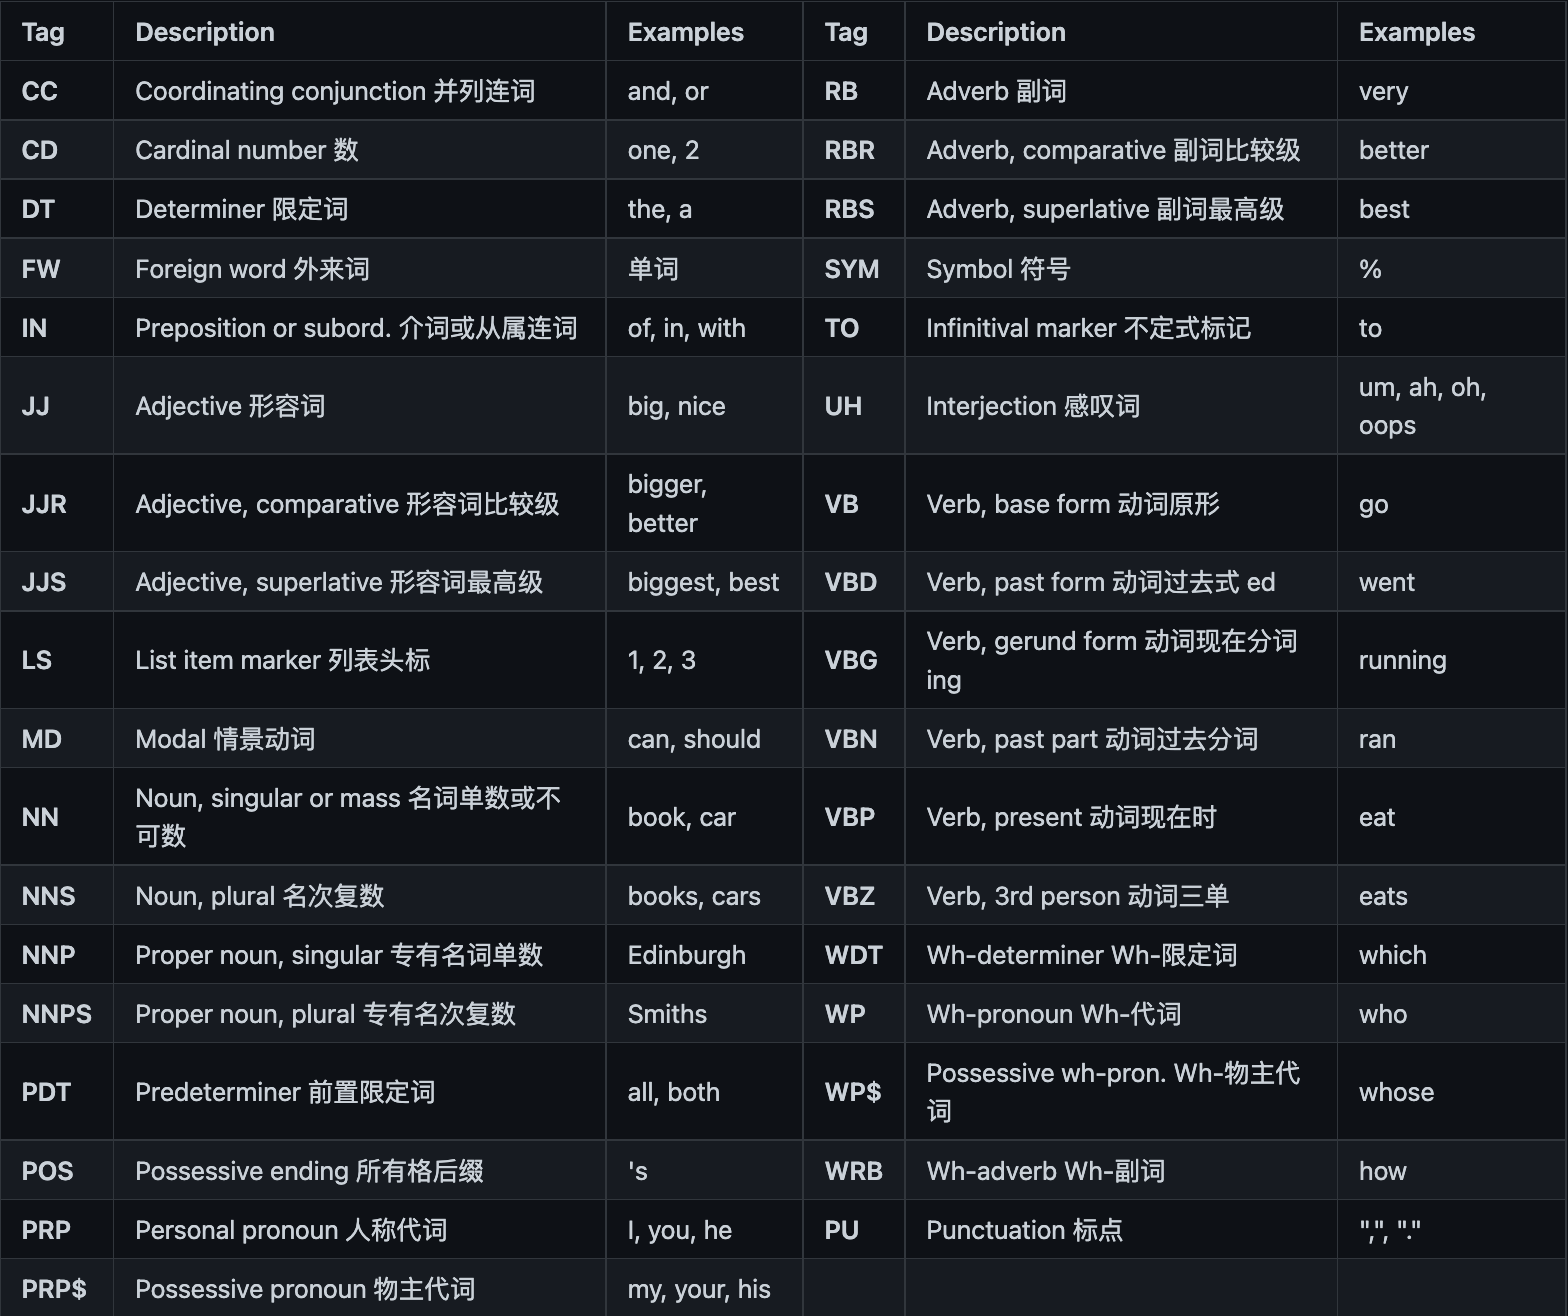 Tag Description Examples Tag Description Examples
CC Coordinating conjunction 并列连词 and, or RB Adverb 副词 very
CD Cardinal number 数 one, 2 RBR Adverb, comparative 副词比较级 better
DT Determiner 限定词 the, a RBS Adverb, superlative 副词最高级 best
FW Foreign word 外来词 单词 SYM Symbol 符号 %
IN Preposition or subord. 介词或从属连词 of, in, with TO Infinitival marker 不定式标记 to
JJ Adjective 形容词 big, nice UH Interjection 感叹词 um, ah, oh,
oops
JJR Adjective, comparative 形容词比较级 bigger,
better VB Verb, base form 动词原形 go
JJS Adjective, superlative 形容词最高级 biggest, best VBD Verb, past form 动词过去式 ed went
LS List item marker 列表头标 1, 2, 3 VBG Verb, gerund form 动词现在分词
ing running
MD Modal 情景动词 can, should VBN Verb, past part 动词过去分词 ran
NN Noun, singular or mass 名词单数或不
可数 book, car VBP Verb, present 动词现在时 eat
NNS Noun, plural 名次复数 books, cars VBZ Verb, 3rd person 动词三单 eats
NNP Proper noun, singular 专有名词单数 Edinburgh WDT Wh-determiner Wh-限定词 which
NNPS Proper noun, plural 专有名次复数 Smiths WP Wh-pronoun Wh-代词 who
PDT Predeterminer 前置限定词 all, both WP$ Possessive wh-pron. Wh-物主代
词 whose
POS Possessive ending 所有格后缀 's WRB Wh-adverb Wh-副词 how
PRP Personal pronoun 人称代词 I, you, he PU Punctuation 标点 ",", "."
PRP$ Possessive pronoun 物主代词 my, your, his